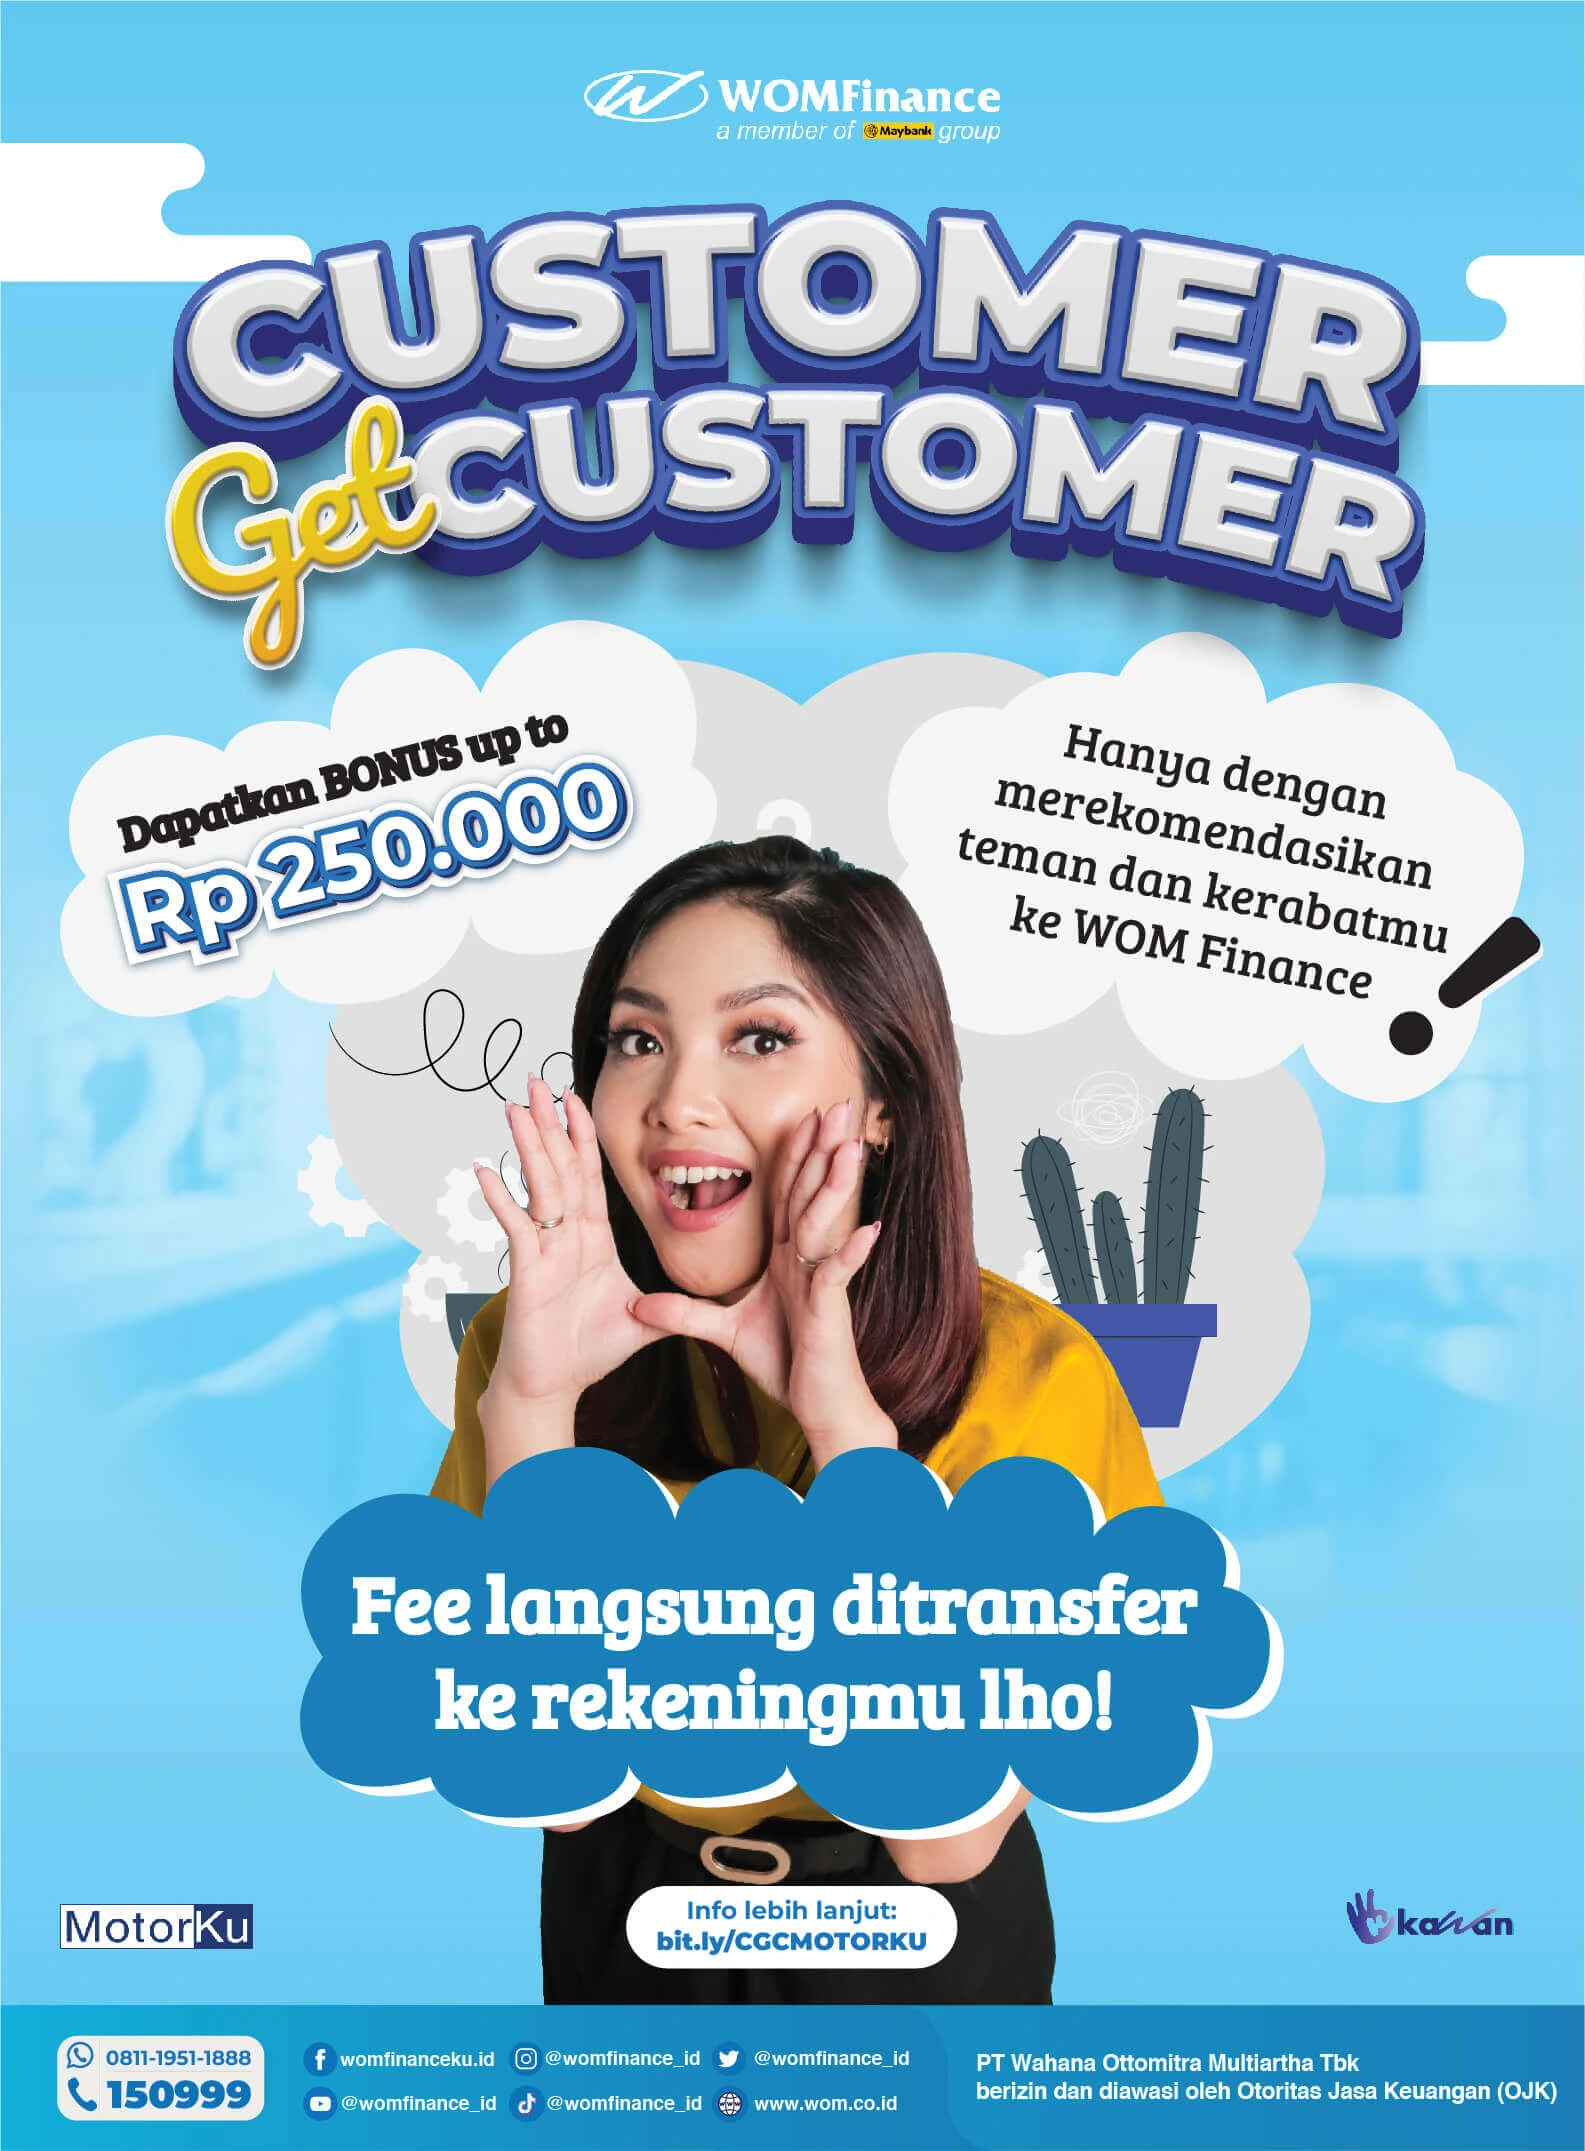 WOMFinance
a member of Maybank group
CUSTOMER
Get CUSTOMER
Dapatkan BONUS up to
Rp 250.000
Hanya dengan
merekomendasikan
teman dan kerabatmu
ke WOM Finance
!
Fee langsung ditransfer
ke rekeningmu lho!
MotorKu
Info lebih lanjut:
bit.ly/CGCMOTORKU
kawan
0811-1951-1888
150999
womfinanceku.id
@womfinance_id
@womfinance_id
@womfinance_id
@womfinance_id
www.wom.co.id
PT Wahana Ottomitra Multiartha Tbk
berizin dan diawasi oleh Otoritas Jasa Keuangan (OJK)